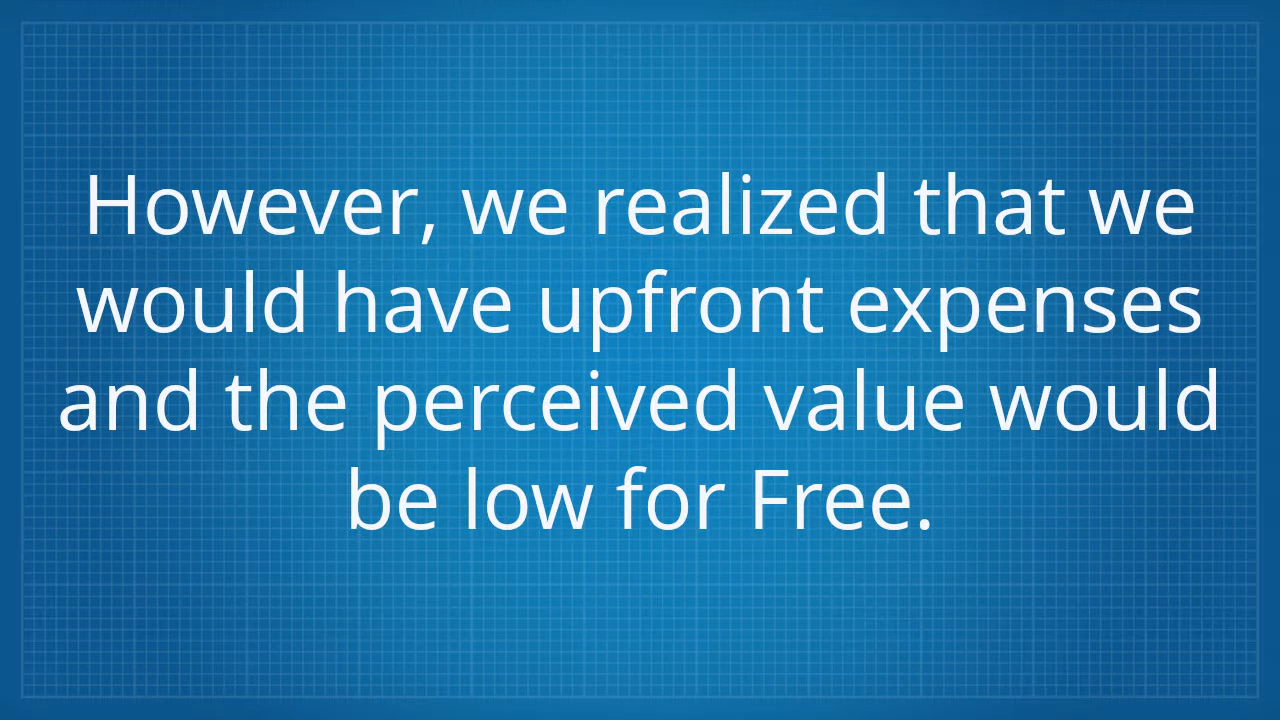 However, we realized that we
would have upfront expenses
and the perceived value would
be low for Free.